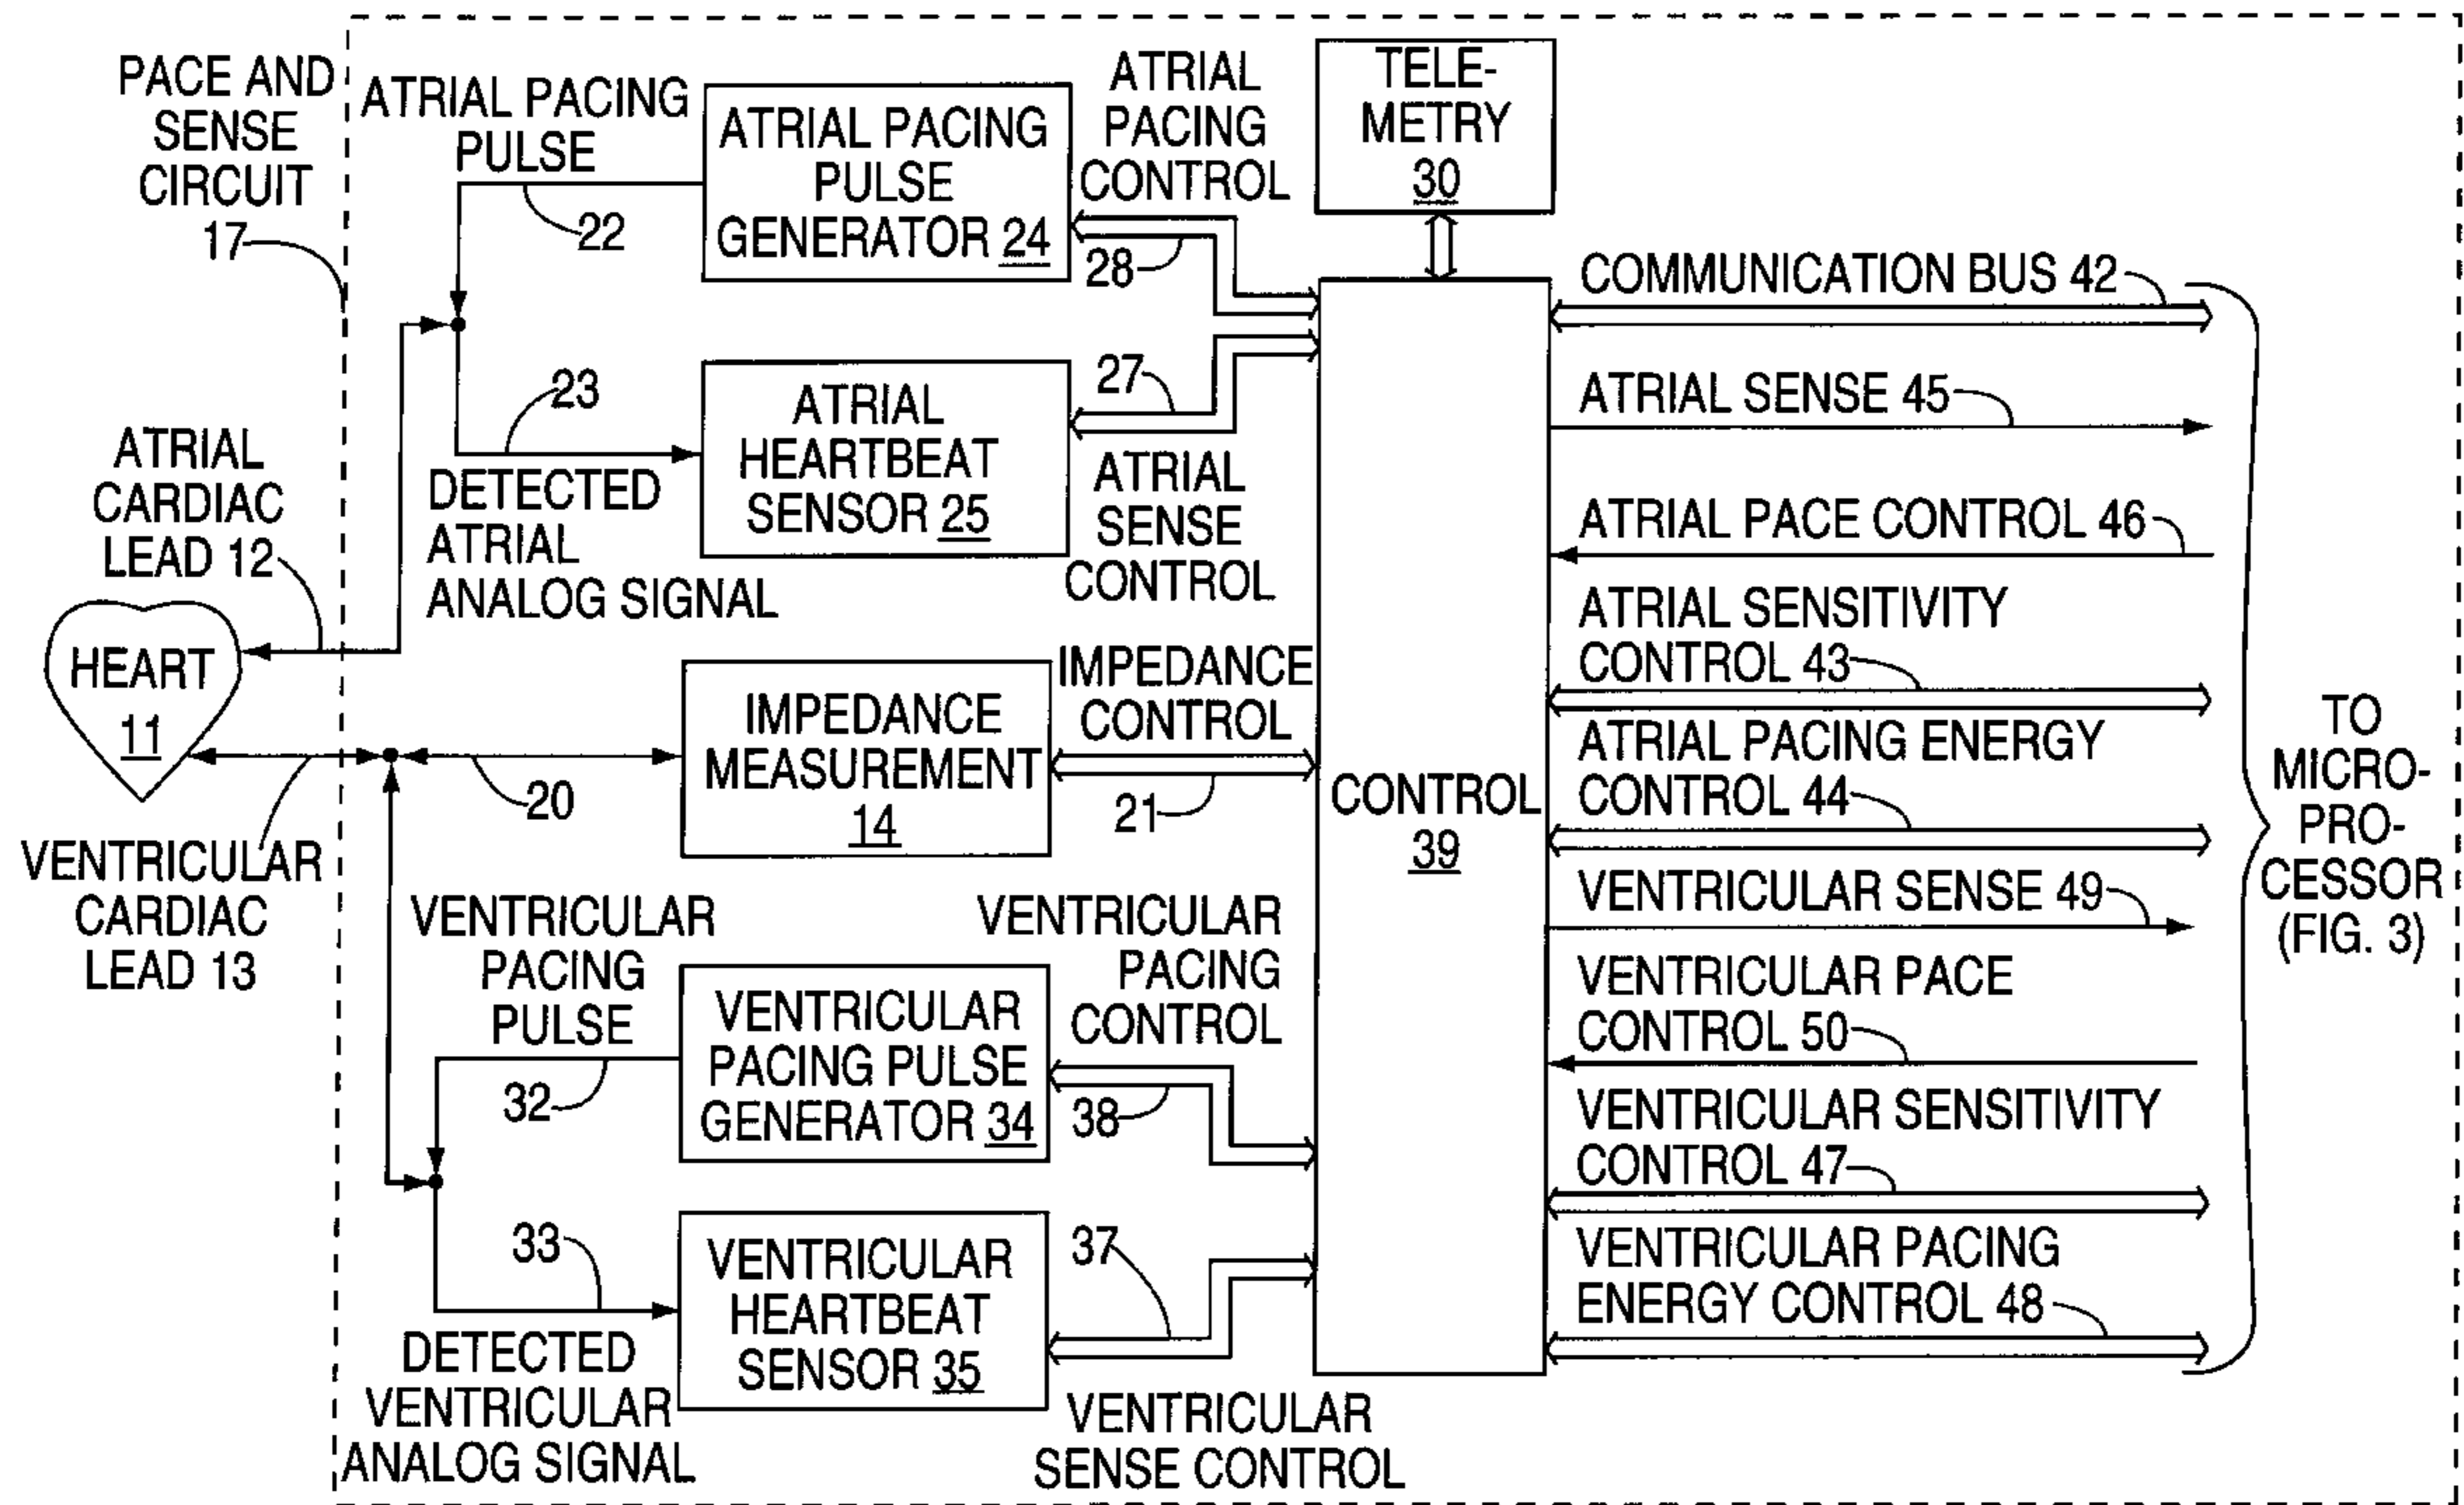 PACE AND
SENSE
CIRCUIT
17
ATRIAL PACING
PULSE
22
ATRIAL PACING
PULSE
GENERATOR 24
ATRIAL
PACING
CONTROL
28
TELE-
METRY
30
23
DETECTED
ATRIAL
ANALOG SIGNAL
ATRIAL
HEARTBEAT
SENSOR 25
27
ATRIAL
SENSE
CONTROL
ATRIAL
CARDIAC
LEAD 12
HEART
11
VENTRICULAR
CARDIAC
LEAD 13
20
IMPEDANCE
MEASUREMENT
14
IMPEDANCE
CONTROL
21
CONTROL
39
VENTRICULAR
PACING
PULSE
32
VENTRICULAR
PACING PULSE
GENERATOR 34
VENTRICULAR
PACING
CONTROL
38
33
DETECTED
VENTRICULAR
ANALOG SIGNAL
VENTRICULAR
HEARTBEAT
SENSOR 35
37
VENTRICULAR
SENSE CONTROL
COMMUNICATION BUS 42
ATRIAL SENSE 45
ATRIAL PACE CONTROL 46
ATRIAL SENSITIVITY
CONTROL 43
ATRIAL PACING ENERGY
CONTROL 44
VENTRICULAR SENSE 49
VENTRICULAR PACE
CONTROL 50
VENTRICULAR SENSITIVITY
CONTROL 47
VENTRICULAR PACING
ENERGY CONTROL 48
TO
MICRO-
PRO-
CESSOR
(FIG. 3)